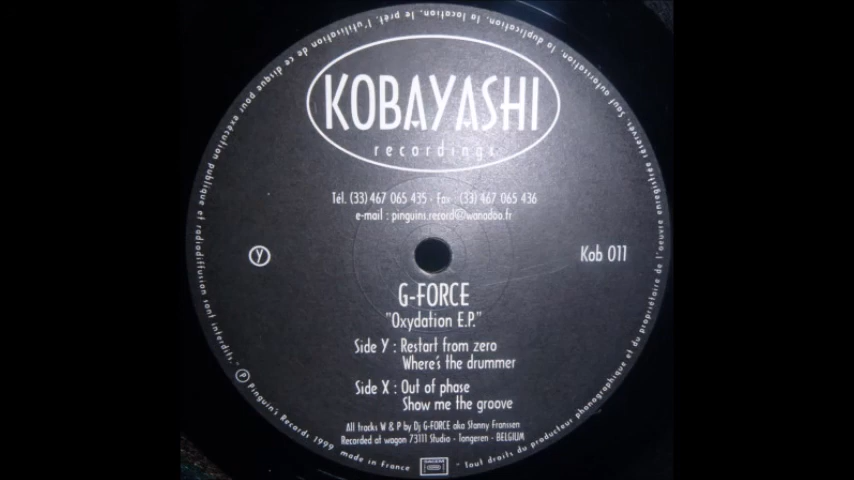 KOBAYASHI
recordings
Tél. (33) 467 065 435 - Fax (33) 467 065 436
e-mail : pinguini.record@wanadoo.fr
Y
Kob 011
G-FORCE
"Oxydation E.P."
Side Y : Restart from zero
Where's the drummer
Side X : Out of phase
Show me the groove
All tracks W & P by Dj G-FORCE aka Stanny Franssen
Recorded at wagon 73111 Studio - Tongeren - BELGIUM
℗ Pinguin's Records 1999 made in France
- Tout droits du producteur phonographique et du propriétaire de l'oeuvre enregistrée réservés. Sauf autorisation, la duplication, la location, le prêt, l'utilisation de ce disque pour exécution publique et radiodiffusion sont interdits. -